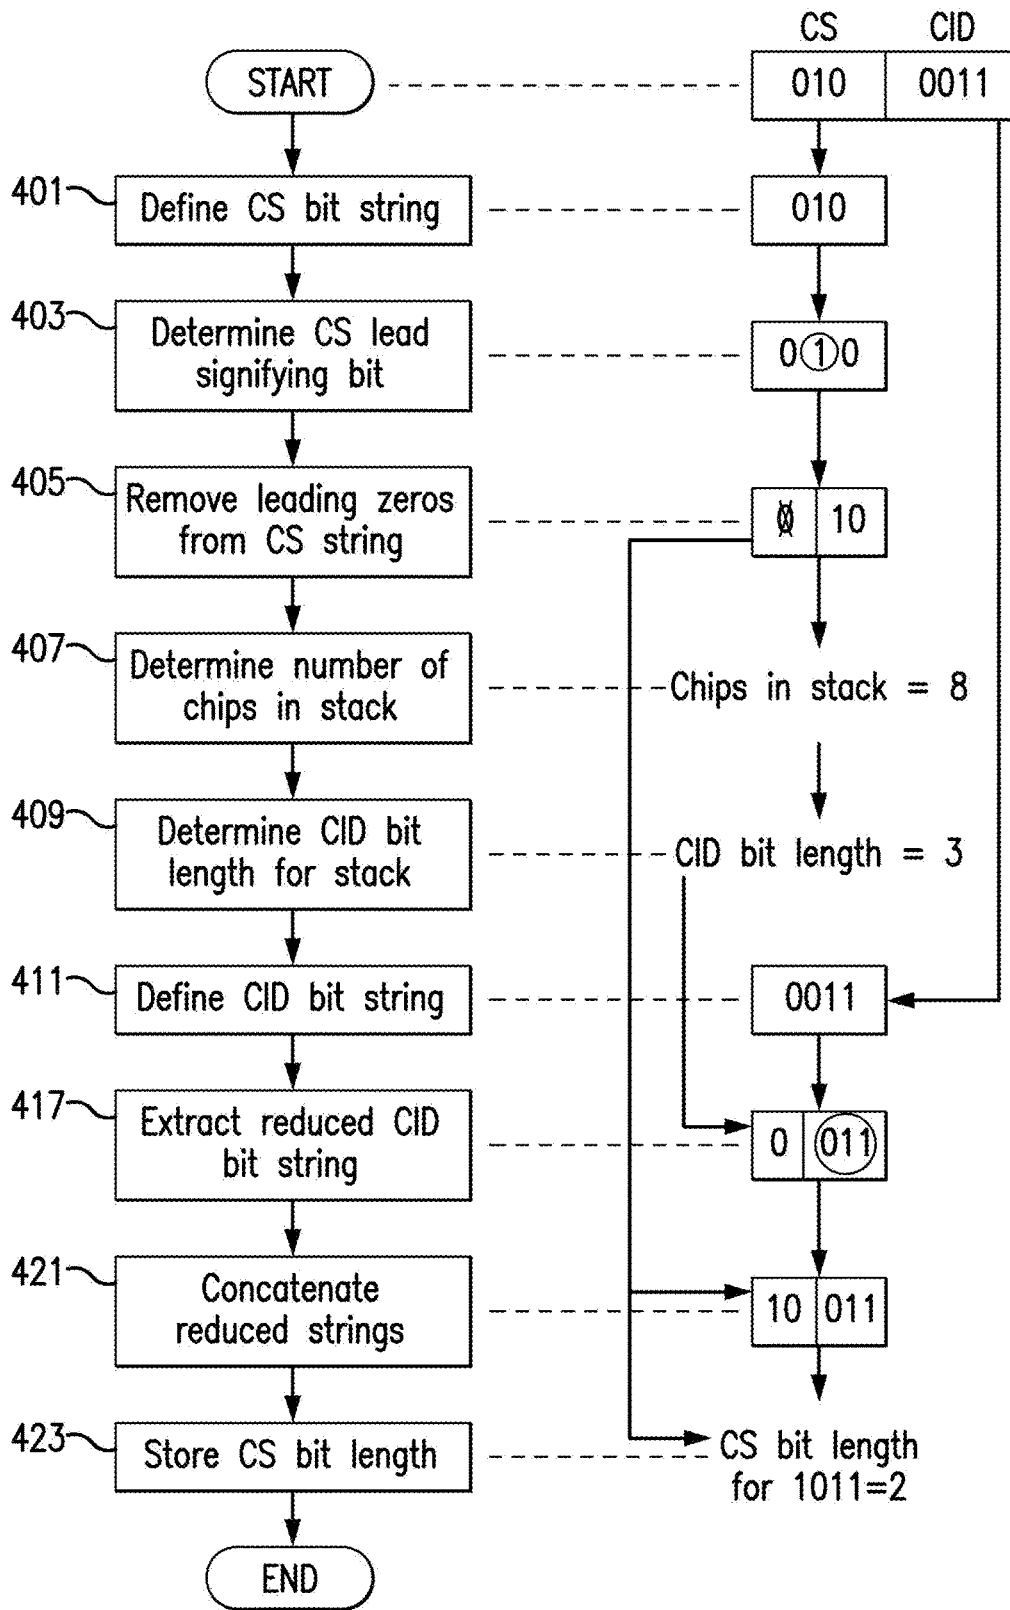 CS CID
START
010 0011
401
Define CS bit string
010
403
Determine CS lead
signifying bit
010
405
Remove leading zeros
from CS string
0 10
407
Determine number of
chips in stack
Chips in stack = 8
409
Determine CID bit
length for stack
CID bit length = 3
411
Define CID bit string
0011
417
Extract reduced CID
bit string
0 011
421
Concatenate
reduced strings
10 011
423
Store CS bit length
CS bit length
for 1011=2
END